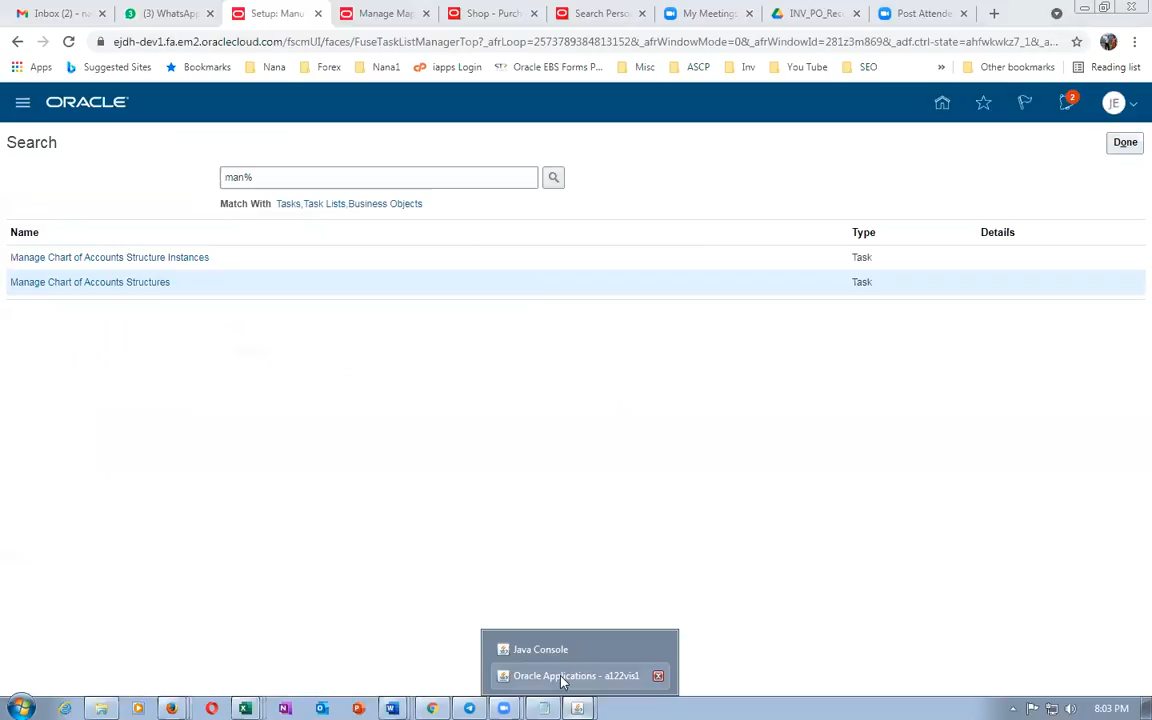 Inbox (2) - na
(3) WhatsApp
Setup: Manu
Manage Map
Shop - Purch
Search Perso
My Meetings
INV_PO_Rec
Post Attende
ejdh-dev1.fa.em2.oraclecloud.com/fscmUI/faces/FuseTaskListManagerTop?_afrLoop=2573789384813152&_afrWindowMode=0&_afrWindowId=281z3m869&_adf.ctrl-state=ahfwkwkz7_1&_a...
Apps
Suggested Sites
Bookmarks
Nana
Forex
Nana1
iapps Login
Oracle EBS Forms P...
Misc
ASCP
Inv
You Tube
SEO
»
Other bookmarks
Reading list
ORACLE
2
JE
Search
Done
man%
Match With Tasks,Task Lists,Business Objects
Name Type Details
Manage Chart of Accounts Structure Instances Task
Manage Chart of Accounts Structures Task
Java Console
Oracle Applications - a122vis1
8:03 PM